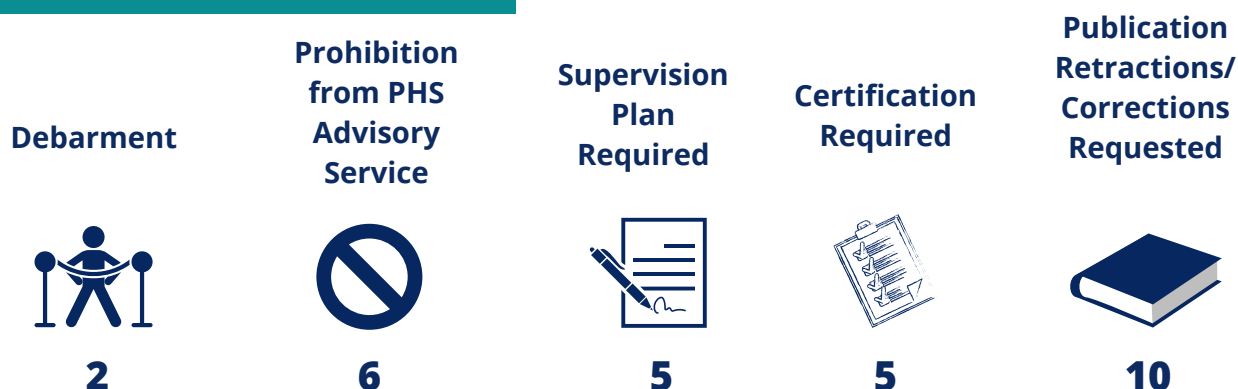 Debarment
Prohibition
from PHS
Advisory
Service
Supervision
Plan
Required
Certification
Required
Publication
Retractions/
Corrections
Requested
2
6
5
5
10